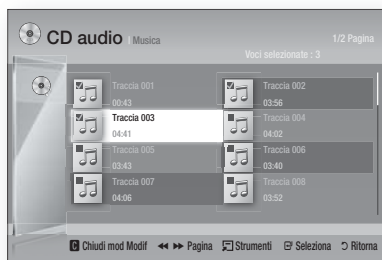 CD audio | Musica
1/2 Pagina
Voci selezionate : 3
Traccia 001
00:43
Traccia 002
03:56
Traccia 003
04:41
Traccia 004
04:02
Traccia 005
03:43
Traccia 006
03:40
Traccia 007
04:06
Traccia 008
03:52
C Chiudi mod Modif Pagina Strumenti Seleziona Ritorna